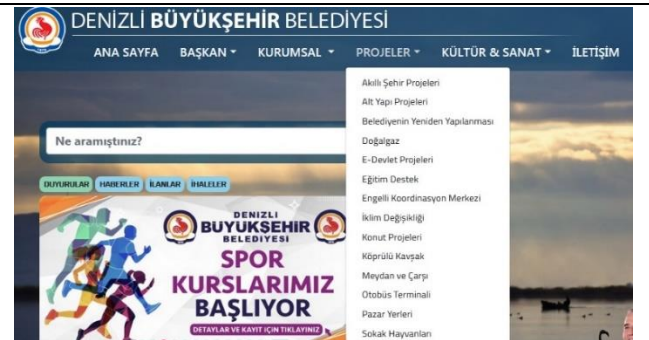 DENİZLİ BÜYÜKŞEHİR BELEDİYESİ
ANA SAYFA BAŞKAN KURUMSAL PROJELER KÜLTÜR & SANAT İLETİŞİM
Akıllı Şehir Projeleri
Alt Yapı Projeleri
Belediyenin Yeniden Yapılanması
Doğalgaz
E-Devlet Projeleri
Eğitim Destek
Engelli Koordinasyon Merkezi
İklim Değişikliği
Konut Projeleri
Köprülü Kavşak
Meydan ve Çarşı
Otobüs Terminali
Pazar Yerleri
Sokak Hayvanları
Ne aramıştınız?
DUYURULAR HABERLER İLANLAR İHALELER
DENİZLİ
BÜYÜKŞEHİR
BELEDİYESİ
SPOR
KURSLARIMIZ
BAŞLIYOR
DETAYLAR VE KAYIT İÇİN TIKLAYINIZ